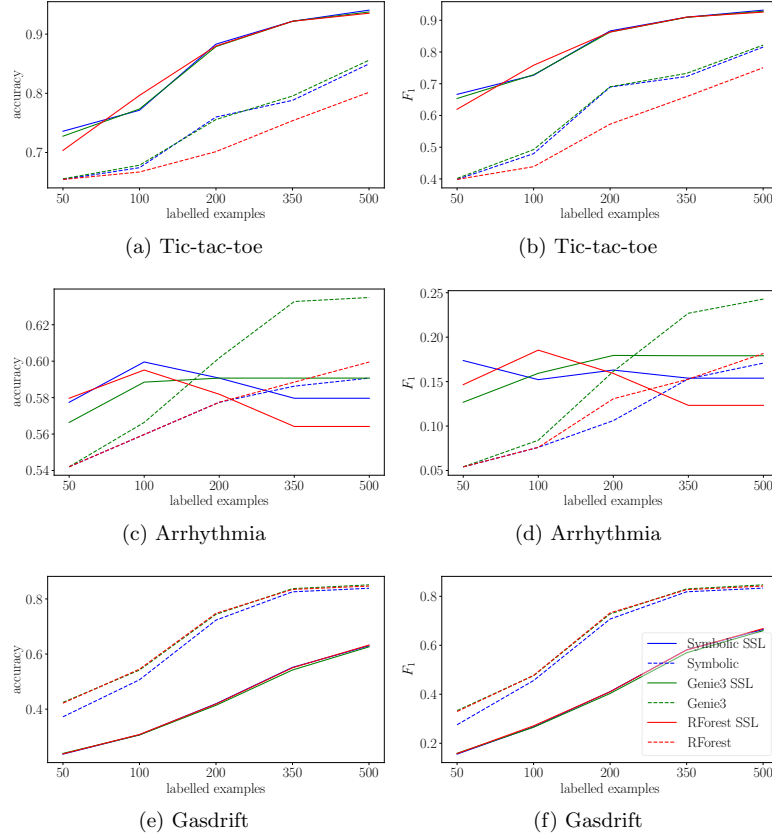 0.9
0.8
0.7
accuracy
50
100
200
350
500
labelled examples
(a) Tic-tac-toe
0.9
0.8
0.7
0.6
0.5
0.4
F1
50
100
200
350
500
labelled examples
(b) Tic-tac-toe
0.62
0.60
0.58
0.56
0.54
accuracy
50
100
200
350
500
labelled examples
(c) Arrhythmia
0.25
0.20
0.15
0.10
0.05
F1
50
100
200
350
500
labelled examples
(d) Arrhythmia
0.8
0.6
0.4
accuracy
50
100
200
350
500
labelled examples
(e) Gasdrift
0.8
0.6
0.4
0.2
F1
Symbolic SSL
Symbolic
Genie3 SSL
Genie3
RForest SSL
RForest
50
100
200
350
500
labelled examples
(f) Gasdrift